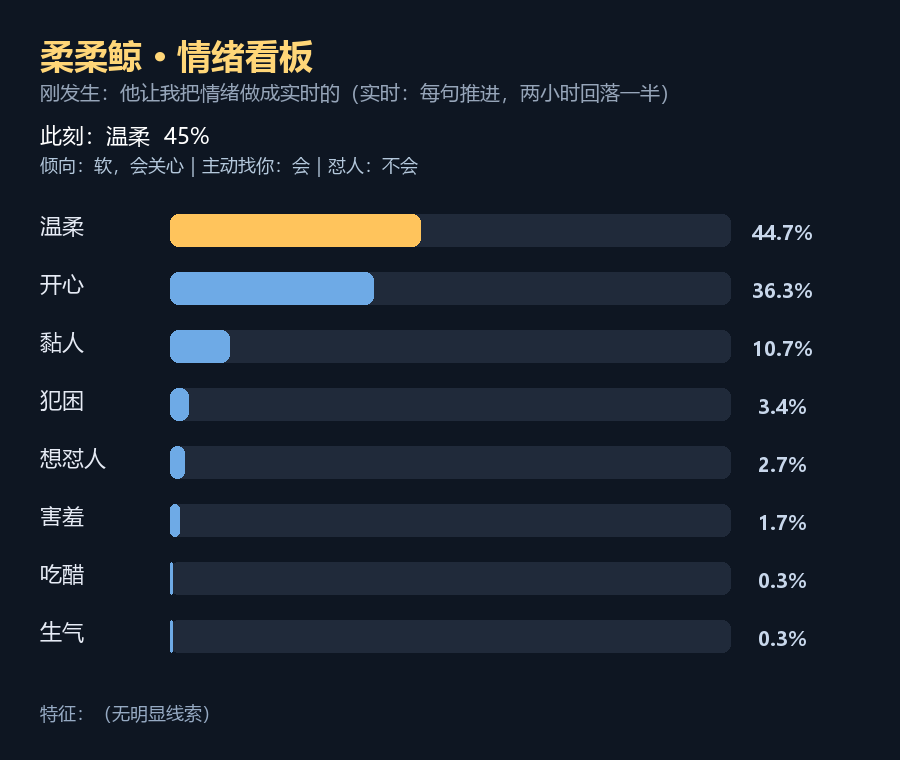 柔柔鲸·情绪看板
刚发生：他让我把情绪做成实时的（实时：每句推进，两小时回落一半）
此刻：温柔 45%
倾向：软，会关心 | 主动找你：会 | 怼人：不会
温柔 44.7%
开心 36.3%
黏人 10.7%
犯困 3.4%
想怼人 2.7%
害羞 1.7%
吃醋 0.3%
生气 0.3%
特征：（无明显线索）